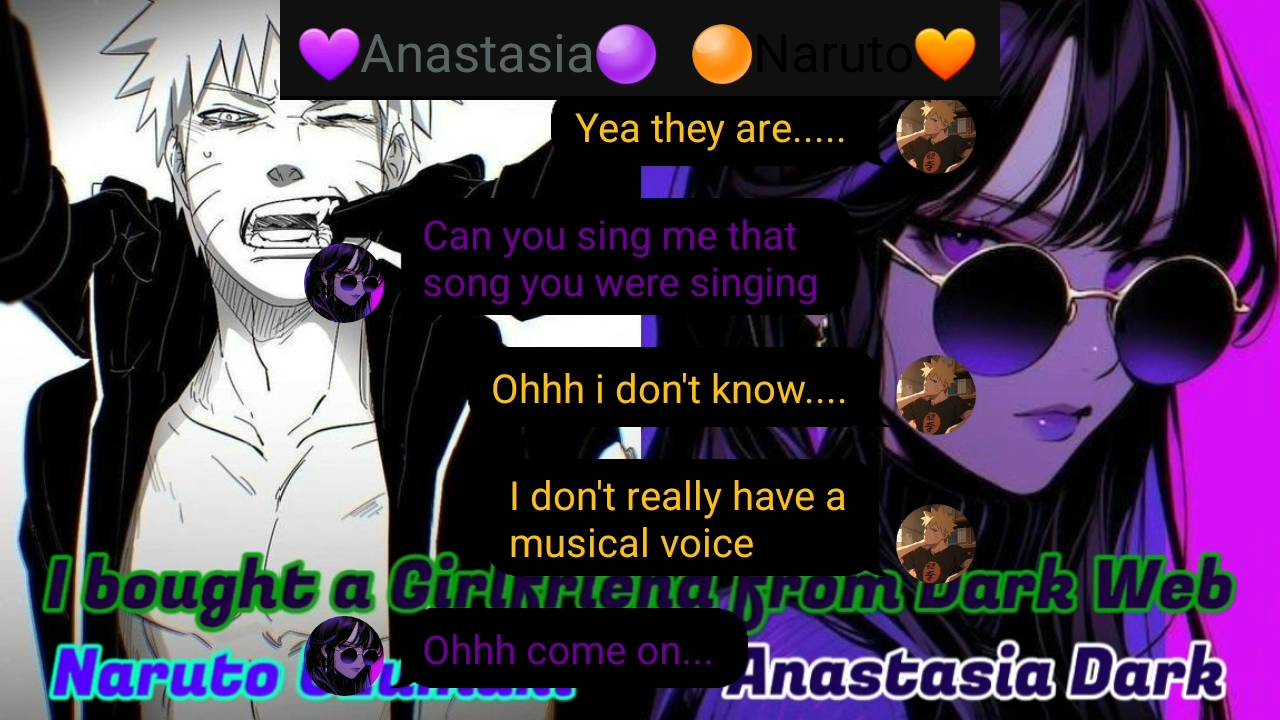 💜Anastasia🟣 🟠Naruto🧡
Yea they are.....
Can you sing me that
song you were singing
Ohhh i don't know....
I don't really have a
musical voice
I bought a Girlfriend from Dark Web
Ohhh come on...
Naruto
Anastasia Dark